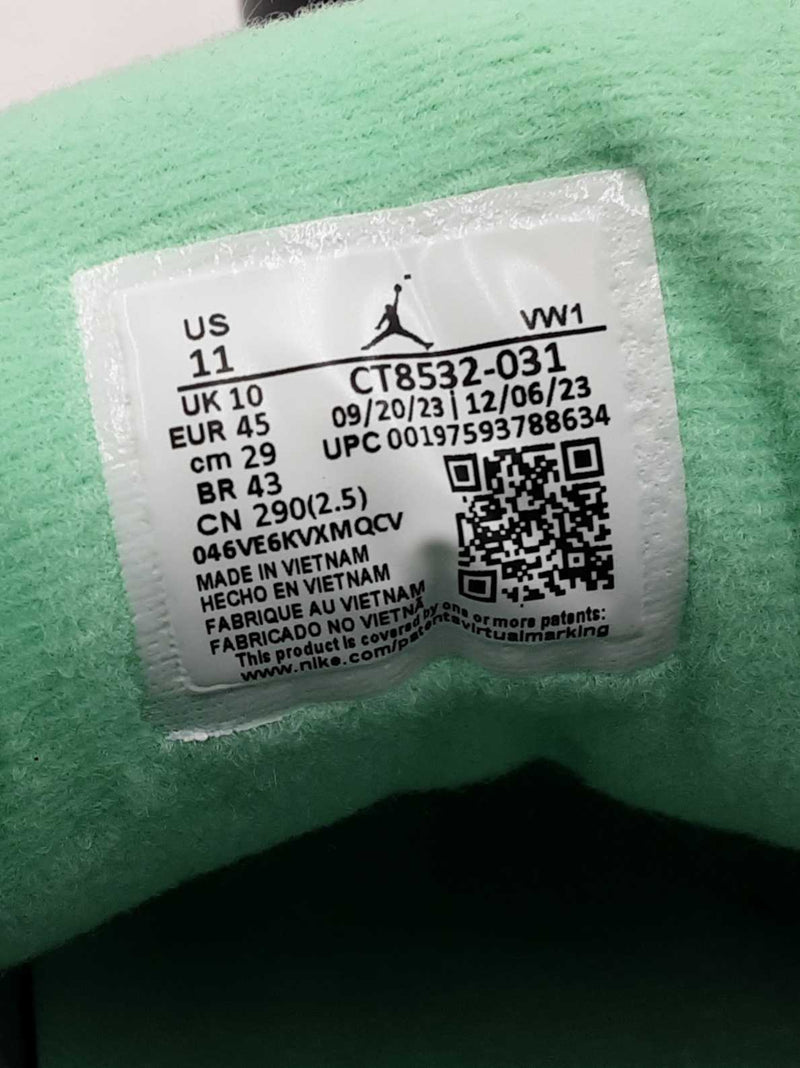 US
11
VW1
UK 10
EUR 45
cm 29
BR 43
CN 290(2.5)
CT8532-031
09/20/23 | 12/06/23
UPC 00197593788634
046VE6KVXMQCV
MADE IN VIETNAM
HECHO EN VIETNAM
FABRIQUE AU VIETNAM
FABRICADO NO VIETNA
This product is covered by one or more patents:
www.nike.com/patentsvirtualmarking